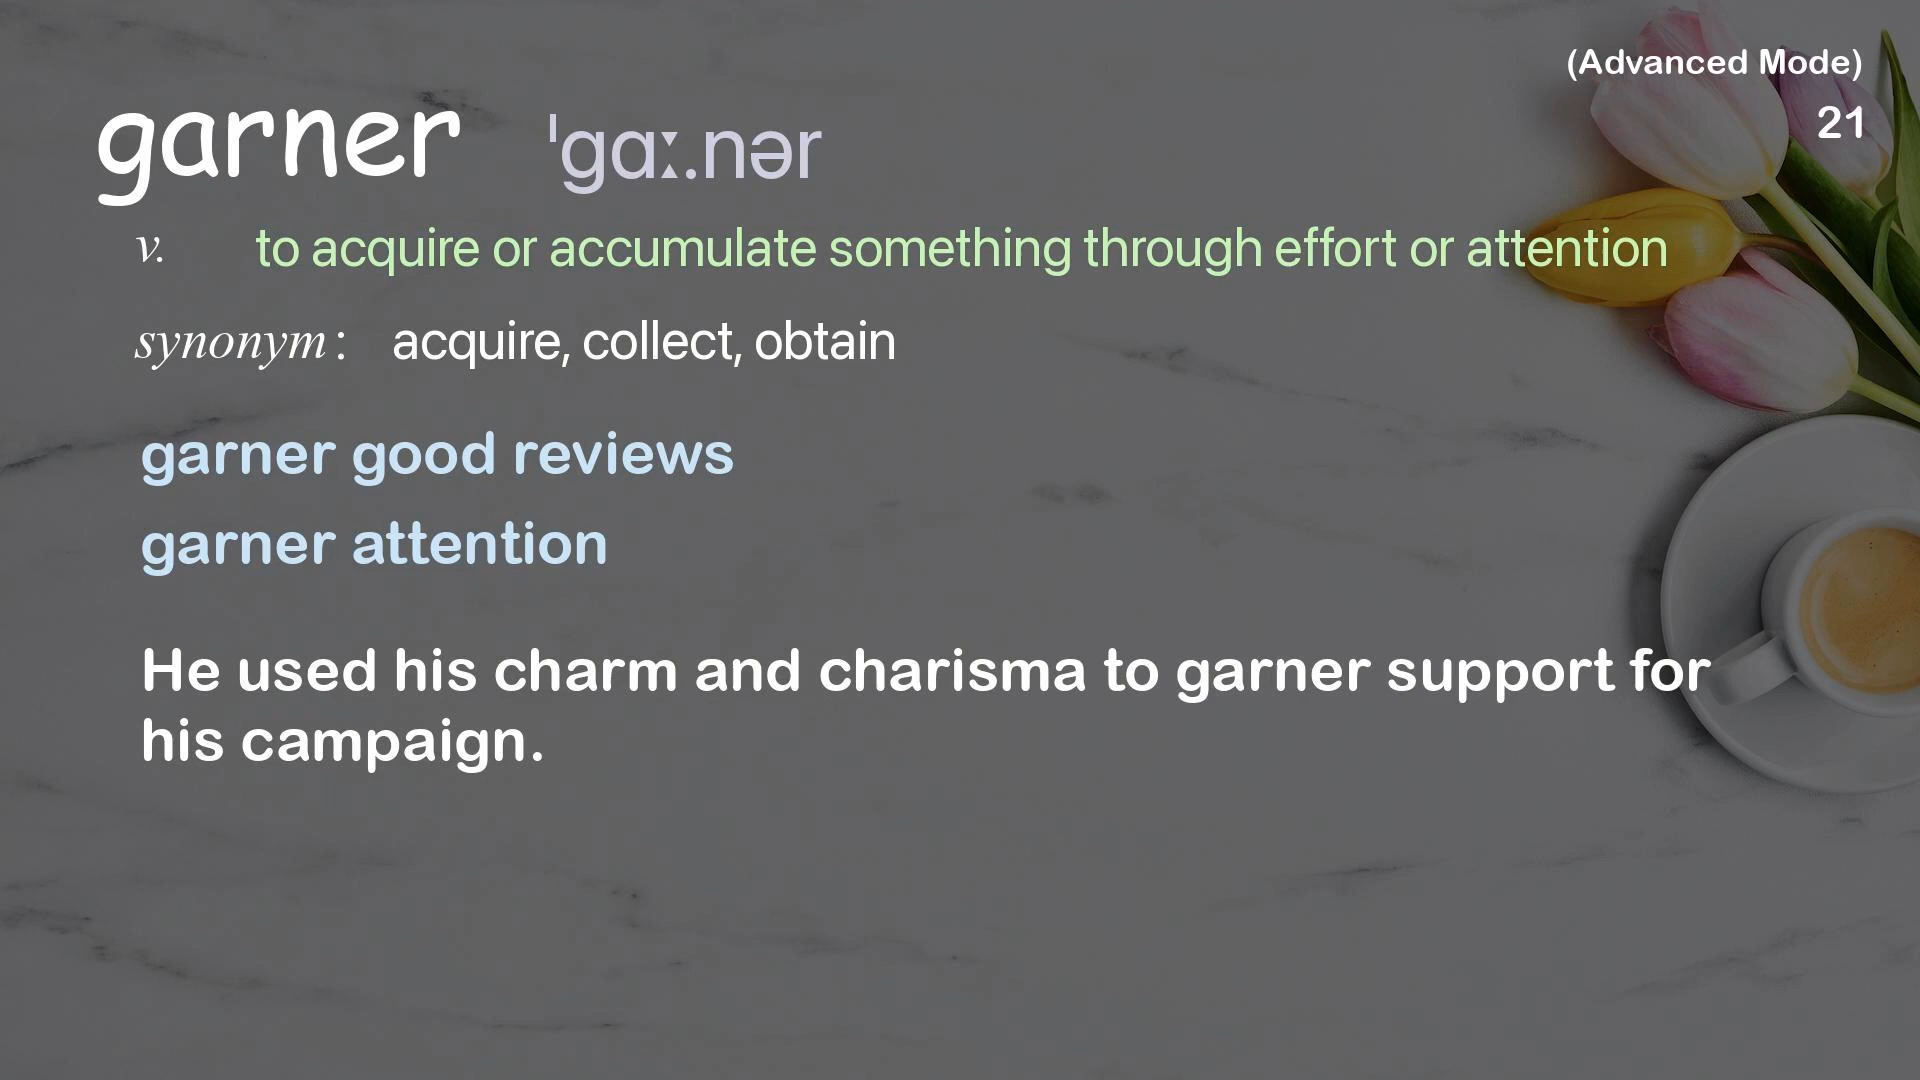 (Advanced Mode)
21
garner ˈɡɑː.nər
v. to acquire or accumulate something through effort or attention
synonym : acquire, collect, obtain
garner good reviews
garner attention
He used his charm and charisma to garner support for
his campaign.